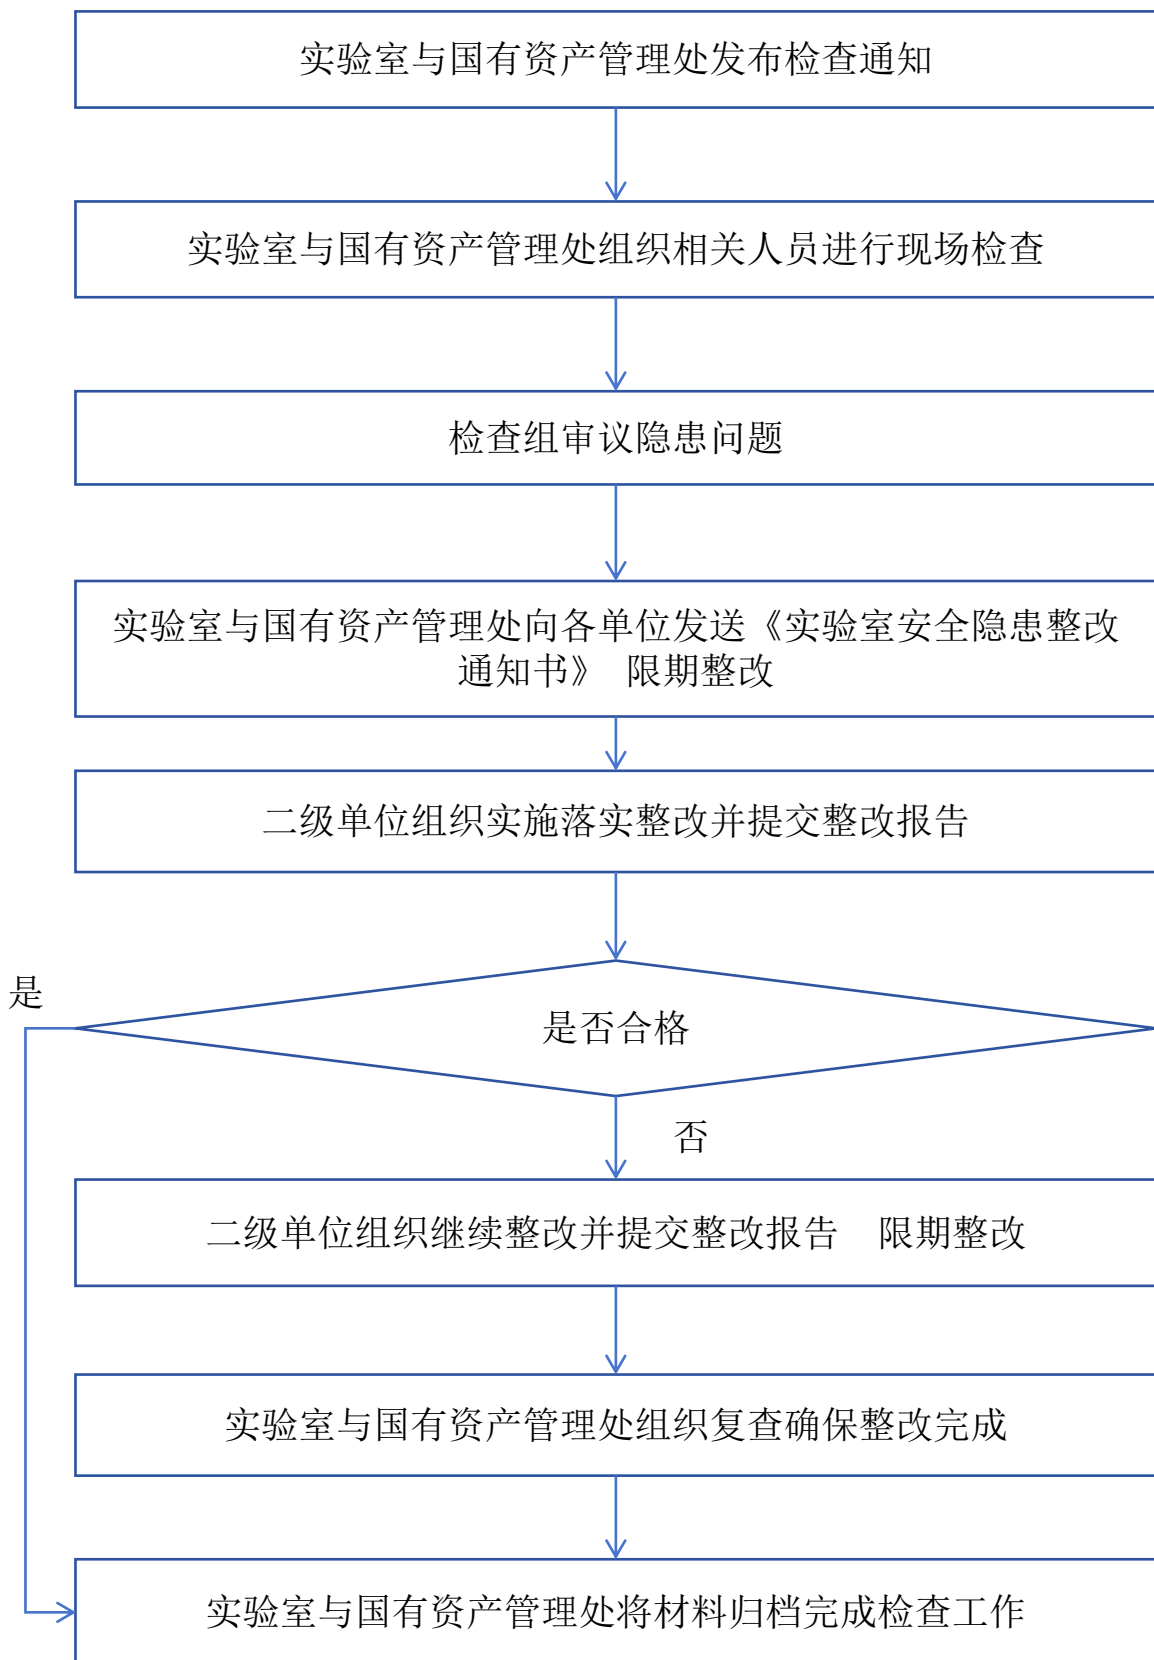 实验室与国有资产管理处发布检查通知
实验室与国有资产管理处组织相关人员进行现场检查
检查组审议隐患问题
实验室与国有资产管理处向各单位发送《实验室安全隐患整改
通知书》 限期整改
二级单位组织实施落实整改并提交整改报告
是
是否合格
否
二级单位组织继续整改并提交整改报告 限期整改
实验室与国有资产管理处组织复查确保整改完成
实验室与国有资产管理处将材料归档完成检查工作